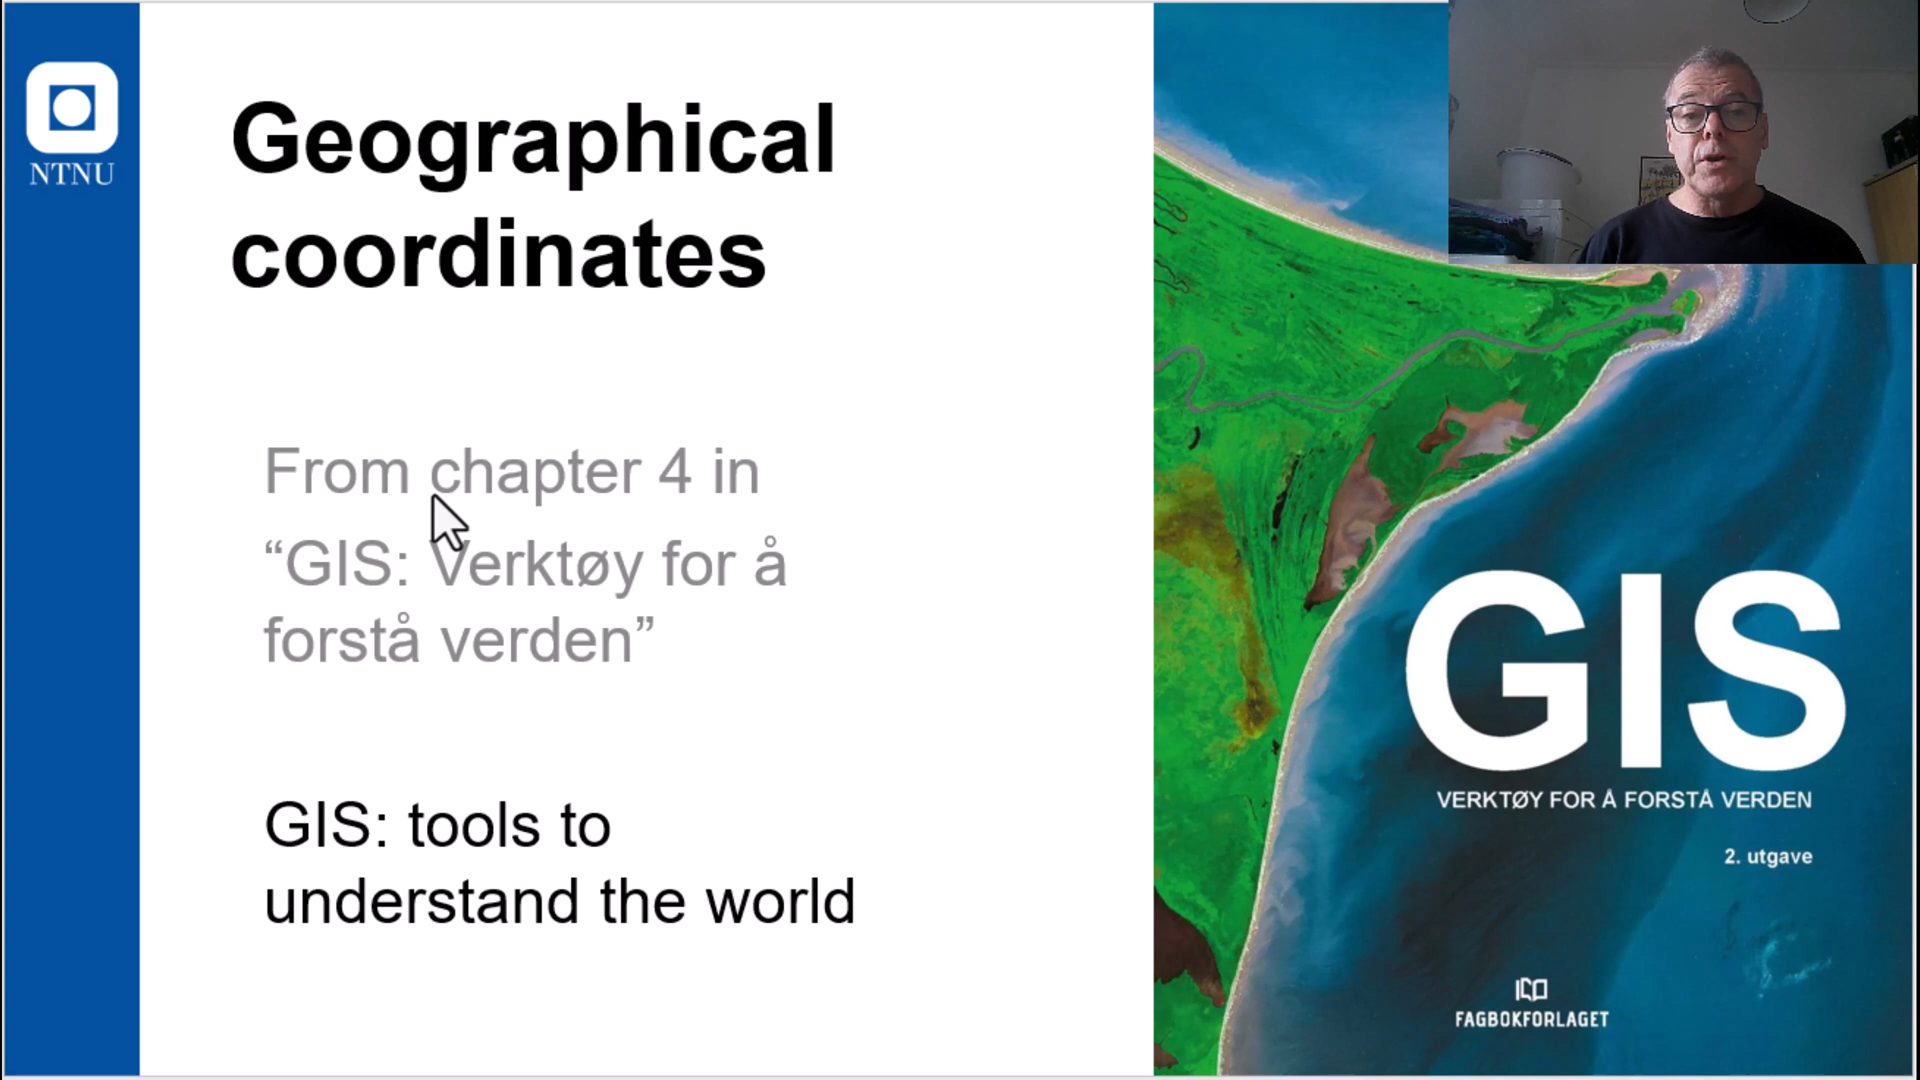 NTNU
Geographical
coordinates
From chapter 4 in
“GIS: Verktøy for å
forstå verden”
GIS: tools to
understand the world
GIS
VERKTØY FOR Å FORSTÅ VERDEN
2. utgave
FAGBOKFORLAGET